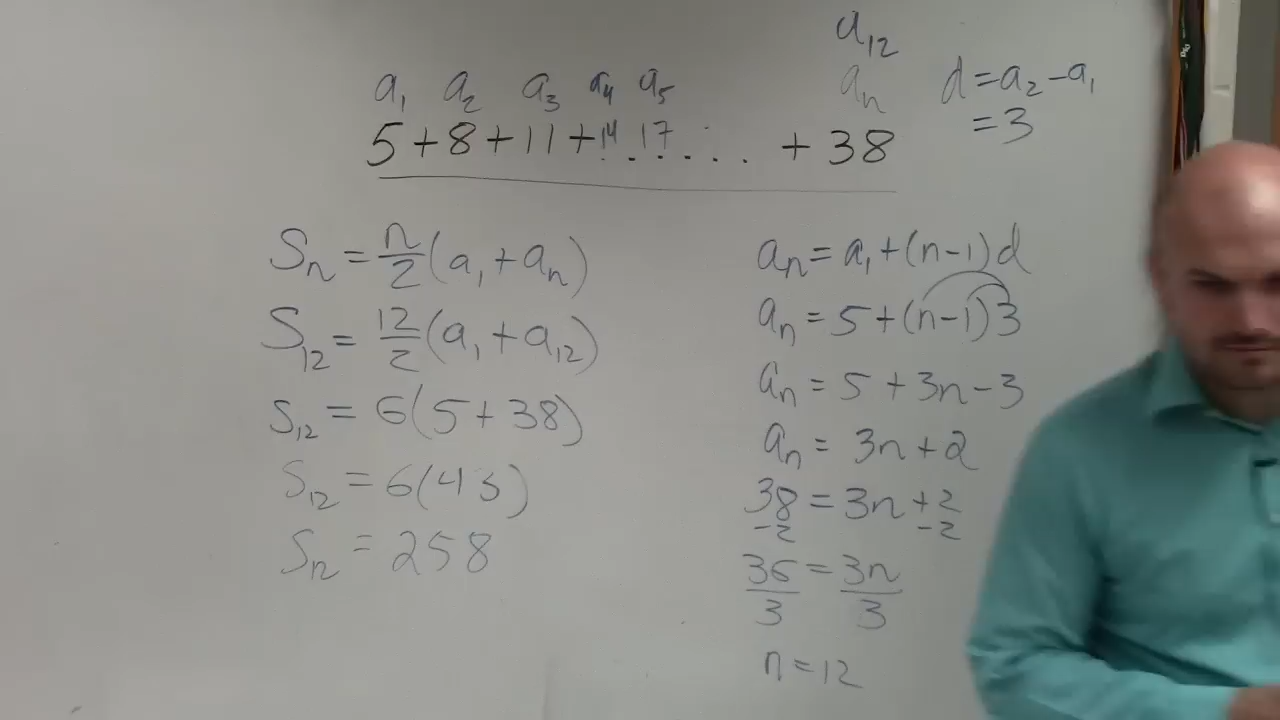 a₁₂
a₁ a₂ a₃ a₄ a₅ aₙ d = a₂ - a₁
5 + 8 + 11 + 14 17 ..... + 38 = 3
Sₙ = n/2 (a₁ + aₙ)
S₁₂ = 12/2 (a₁ + a₁₂)
S₁₂ = 6(5 + 38)
S₁₂ = 6(43)
S₁₂ = 258
aₙ = a₁ + (n-1)d
aₙ = 5 + (n-1)3
aₙ = 5 + 3n - 3
aₙ = 3n + 2
38 = 3n + 2
-2 -2
36 = 3n
3 3
n = 12